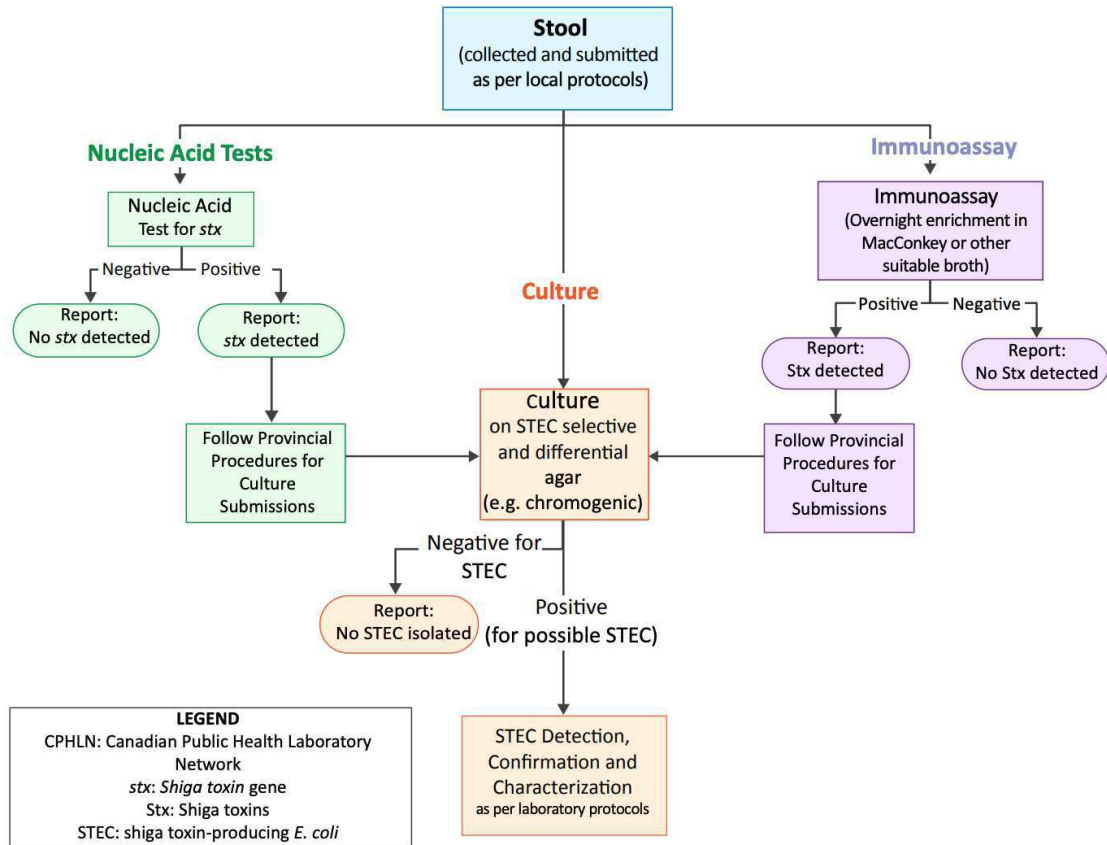 Stool
(collected and submitted
as per local protocols)
Nucleic Acid Tests
Immunoassay
Nucleic Acid
Test for stx
Immunoassay
(Overnight enrichment in
MacConkey or other
suitable broth)
Negative
Positive
Culture
Positive
Negative
Report:
No stx detected
Report:
stx detected
Report:
Stx detected
Report:
No Stx detected
Culture
on STEC selective
and differential
agar
(e.g. chromogenic)
Follow Provincial
Procedures for
Culture
Submissions
Follow Provincial
Procedures for
Culture
Submissions
Negative for
STEC
Report:
No STEC isolated
Positive
(for possible STEC)
STEC Detection,
Confirmation and
Characterization
as per laboratory protocols
LEGEND
CPHLN: Canadian Public Health Laboratory
Network
stx: Shiga toxin gene
Stx: Shiga toxins
STEC: shiga toxin-producing E. coli